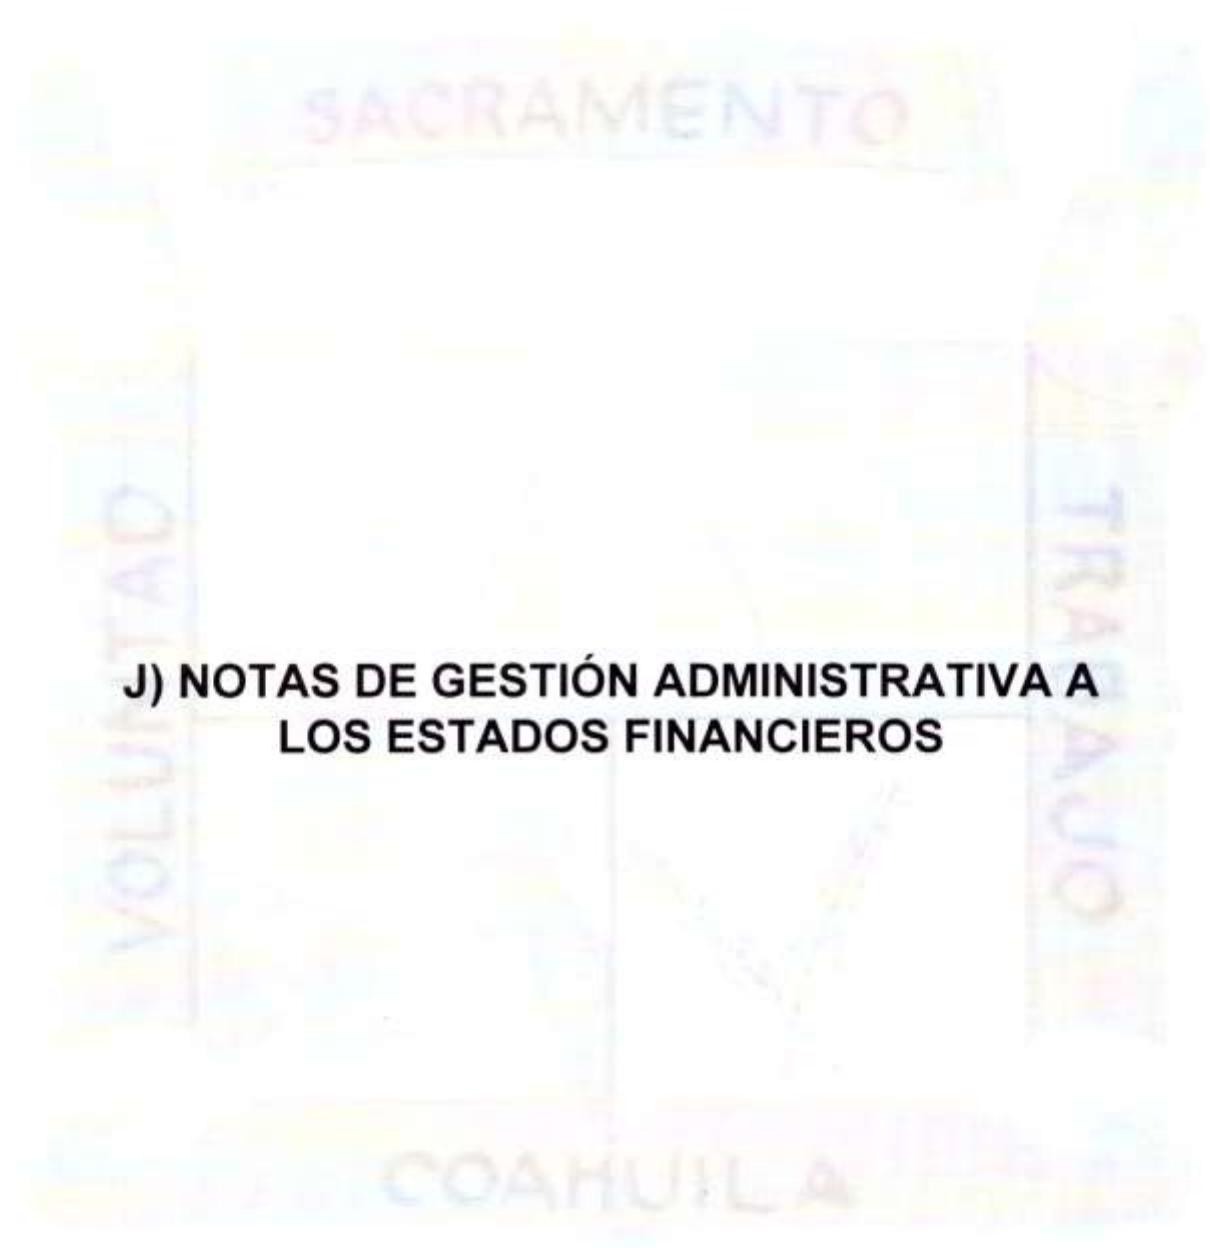 SACRAMENTO
VOLUNTAD
TRABAJO
J) NOTAS DE GESTIÓN ADMINISTRATIVA A
LOS ESTADOS FINANCIEROS
COAHUILA